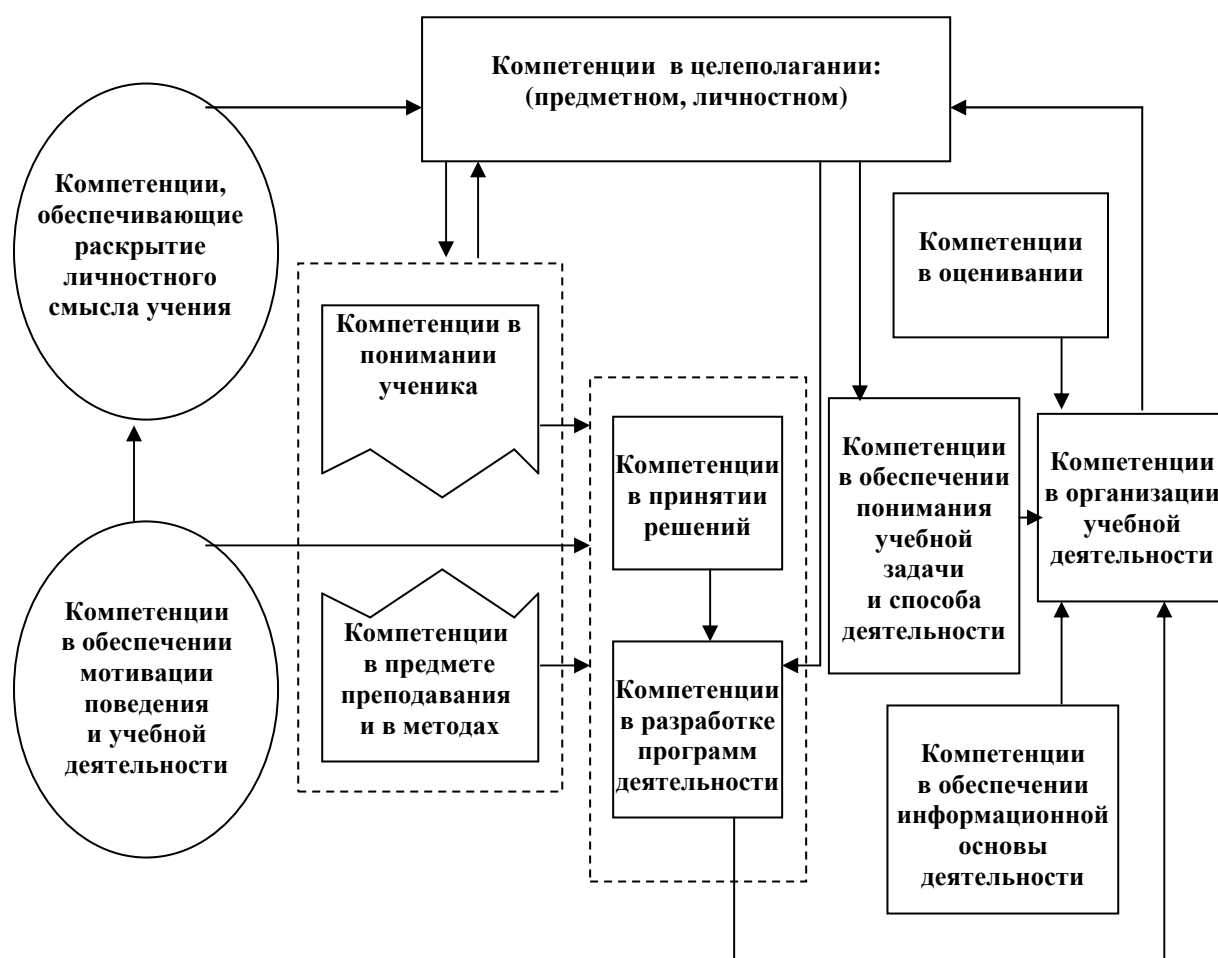 Компетенции в целеполагании:
(предметном, личностном)
Компетенции,
обеспечивающие
раскрытие
личностного
смысла учения
Компетенции
в оценивании
Компетенции в
понимании
ученика
Компетенции
в принятии
решений
Компетенции
в обеспечении
понимания
учебной
задачи
и способа
деятельности
Компетенции
в организации
учебной
деятельности
Компетенции
в обеспечении
мотивации
поведения
и учебной
деятельности
Компетенции
в предмете
преподавания
и в методах
Компетенции
в разработке
программ
деятельности
Компетенции
в обеспечении
информационной
основы
деятельности